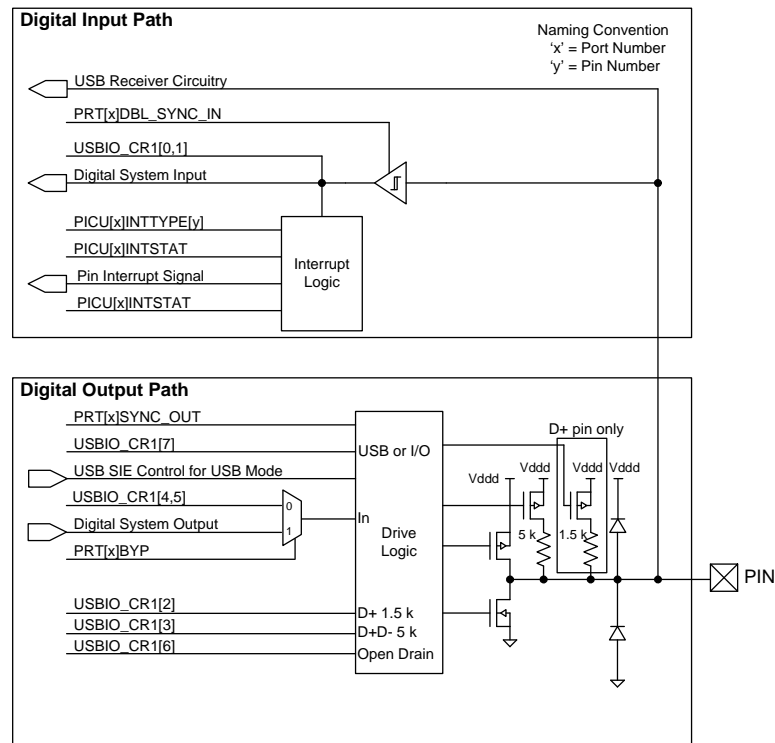 Digital Input Path
Naming Convention
‘x’ = Port Number
‘y’ = Pin Number
USB Receiver Circuitry
PRT[x]DBL_SYNC_IN
USBIO_CR1[0,1]
Digital System Input
PICU[x]INTTYPE[y]
PICU[x]INTSTAT
Pin Interrupt Signal
PICU[x]INTSTAT
Interrupt
Logic
Digital Output Path
PRT[x]SYNC_OUT
USBIO_CR1[7]
USB SIE Control for USB Mode
USBIO_CR1[4,5]
Digital System Output
PRT[x]BYP
0
1
USB or I/O
In
Drive
Logic
D+ pin only
Vddd
Vddd
Vddd
Vddd
5 k
1.5 k
PIN
USBIO_CR1[2]
USBIO_CR1[3]
USBIO_CR1[6]
D+ 1.5 k
D+D- 5 k
Open Drain